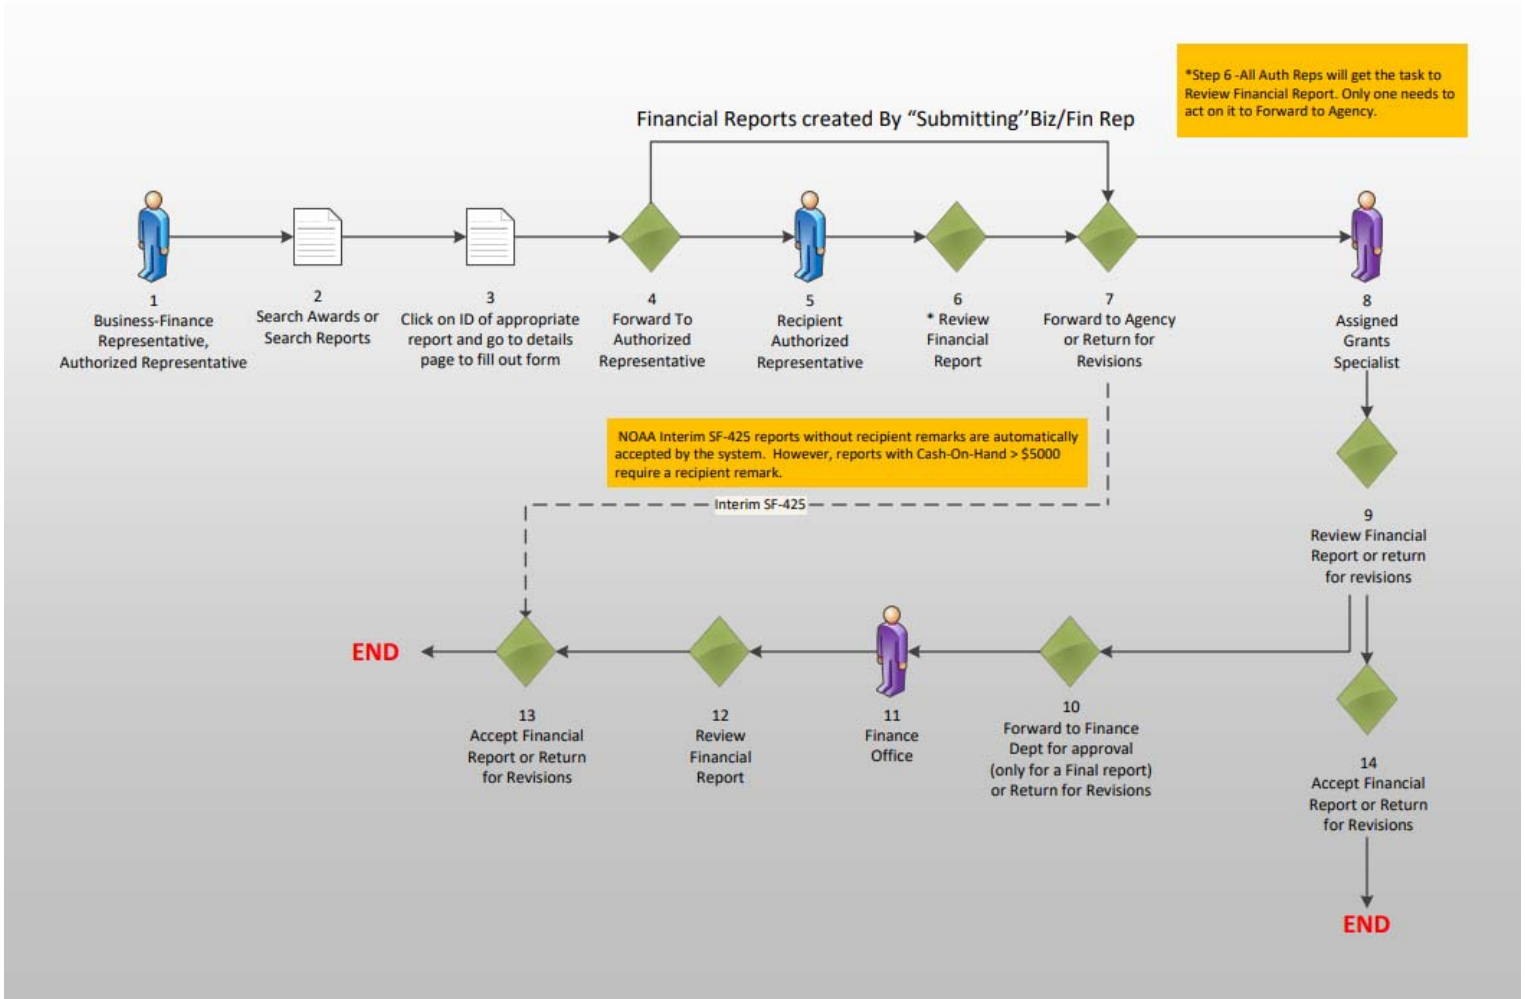 *Step 6 -All Auth Reps will get the task to
Review Financial Report. Only one needs to
act on it to Forward to Agency.
Financial Reports created By “Submitting’’Biz/Fin Rep
1
Business-Finance
Representative,
Authorized Representative
2
Search Awards or
Search Reports
3
Click on ID of appropriate
report and go to details
page to fill out form
4
Forward To
Authorized
Representative
5
Recipient
Authorized
Representative
6
* Review
Financial
Report
7
Forward to Agency
or Return for
Revisions
8
Assigned
Grants
Specialist
NOAA Interim SF-425 reports without recipient remarks are automatically
accepted by the system.  However, reports with Cash-On-Hand > $5000
require a recipient remark.
Interim SF-425
9
Review Financial
Report or return
for revisions
END
13
Accept Financial
Report or Return
for Revisions
12
Review
Financial
Report
11
Finance
Office
10
Forward to Finance
Dept for approval
(only for a Final report)
or Return for Revisions
14
Accept Financial
Report or Return
for Revisions
END